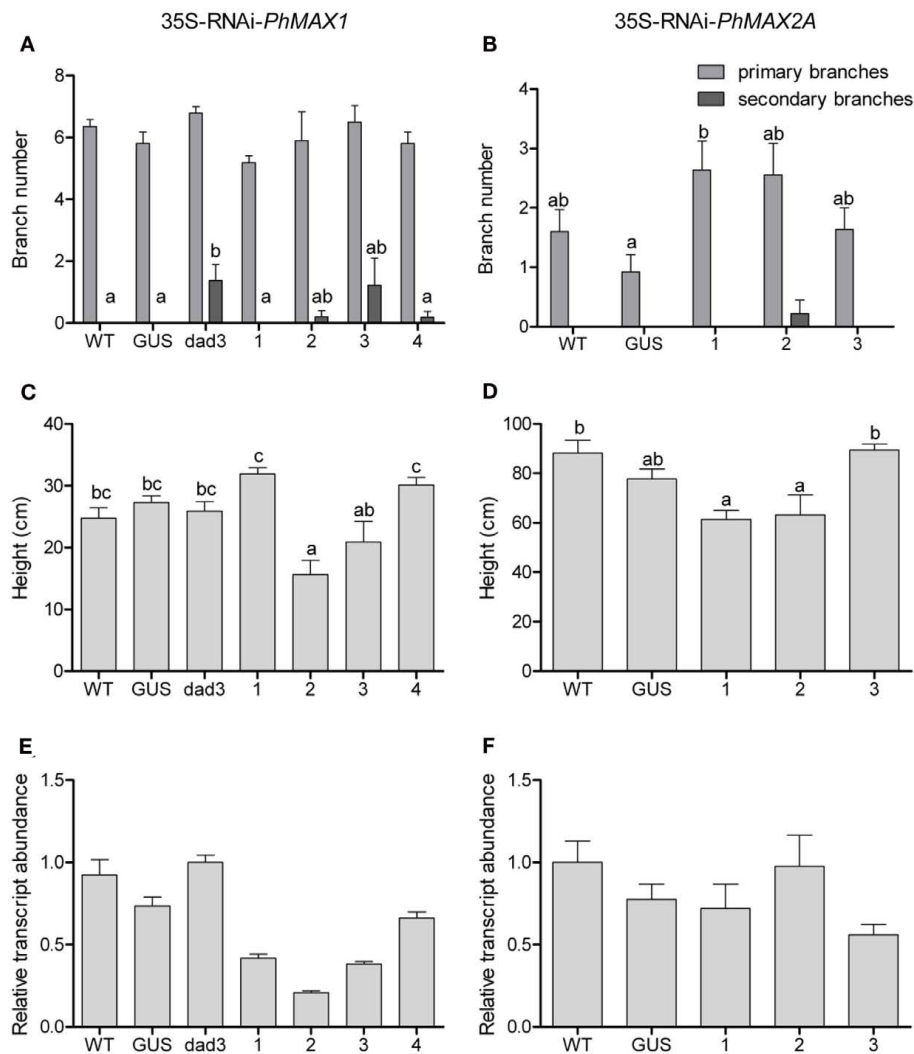 35S-RNAi-PhMAX1
35S-RNAi-PhMAX2A
A
Branch number
8
6
4
2
0
a
a
b
a
ab
ab
a
WT
GUS
dad3
1
2
3
4
B
primary branches
secondary branches
Branch number
4
3
2
1
0
ab
a
b
ab
ab
WT
GUS
1
2
3
C
Height (cm)
40
30
20
10
0
bc
bc
bc
c
a
ab
c
WT
GUS
dad3
1
2
3
4
D
Height (cm)
100
80
60
40
20
0
b
ab
a
a
b
WT
GUS
1
2
3
E
Relative transcript abundance
1.5
1.0
0.5
0.0
WT
GUS
dad3
1
2
3
4
F
Relative transcript abundance
1.5
1.0
0.5
0.0
WT
GUS
1
2
3